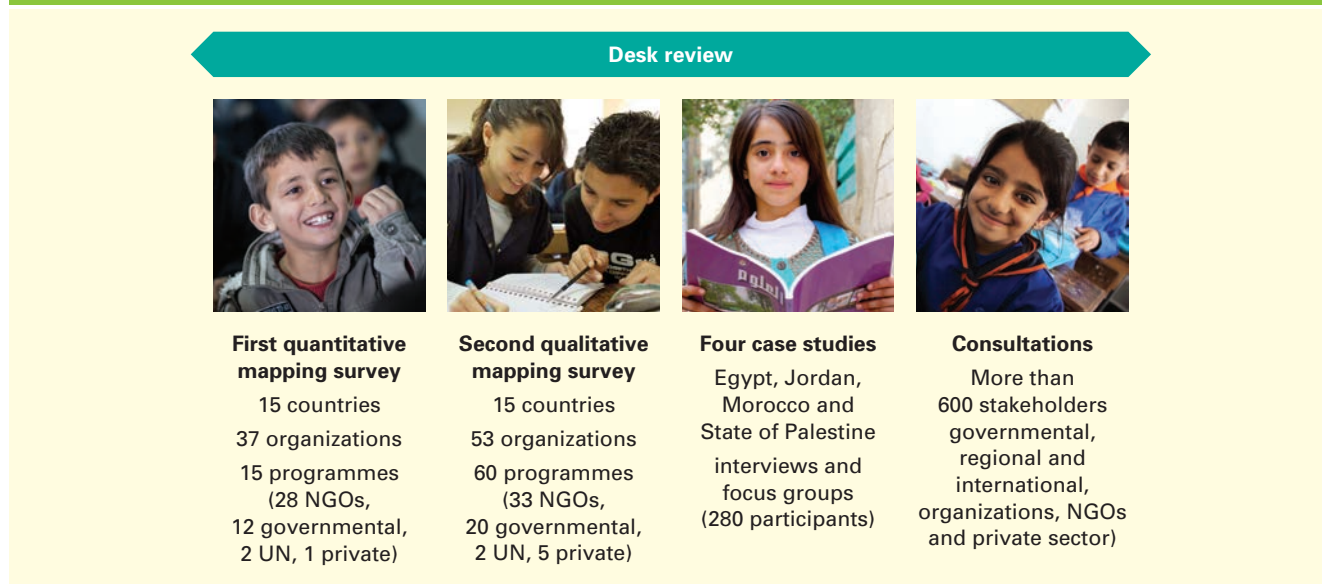 Desk review
First quantitative
mapping survey
15 countries
37 organizations
15 programmes
(28 NGOs,
12 governmental,
2 UN, 1 private)
Second qualitative
mapping survey
15 countries
53 organizations
60 programmes
(33 NGOs,
20 governmental,
2 UN, 5 private)
Four case studies
Egypt, Jordan,
Morocco and
State of Palestine
interviews and
focus groups
(280 participants)
Consultations
More than
600 stakeholders
governmental,
regional and
international,
organizations, NGOs
and private sector)